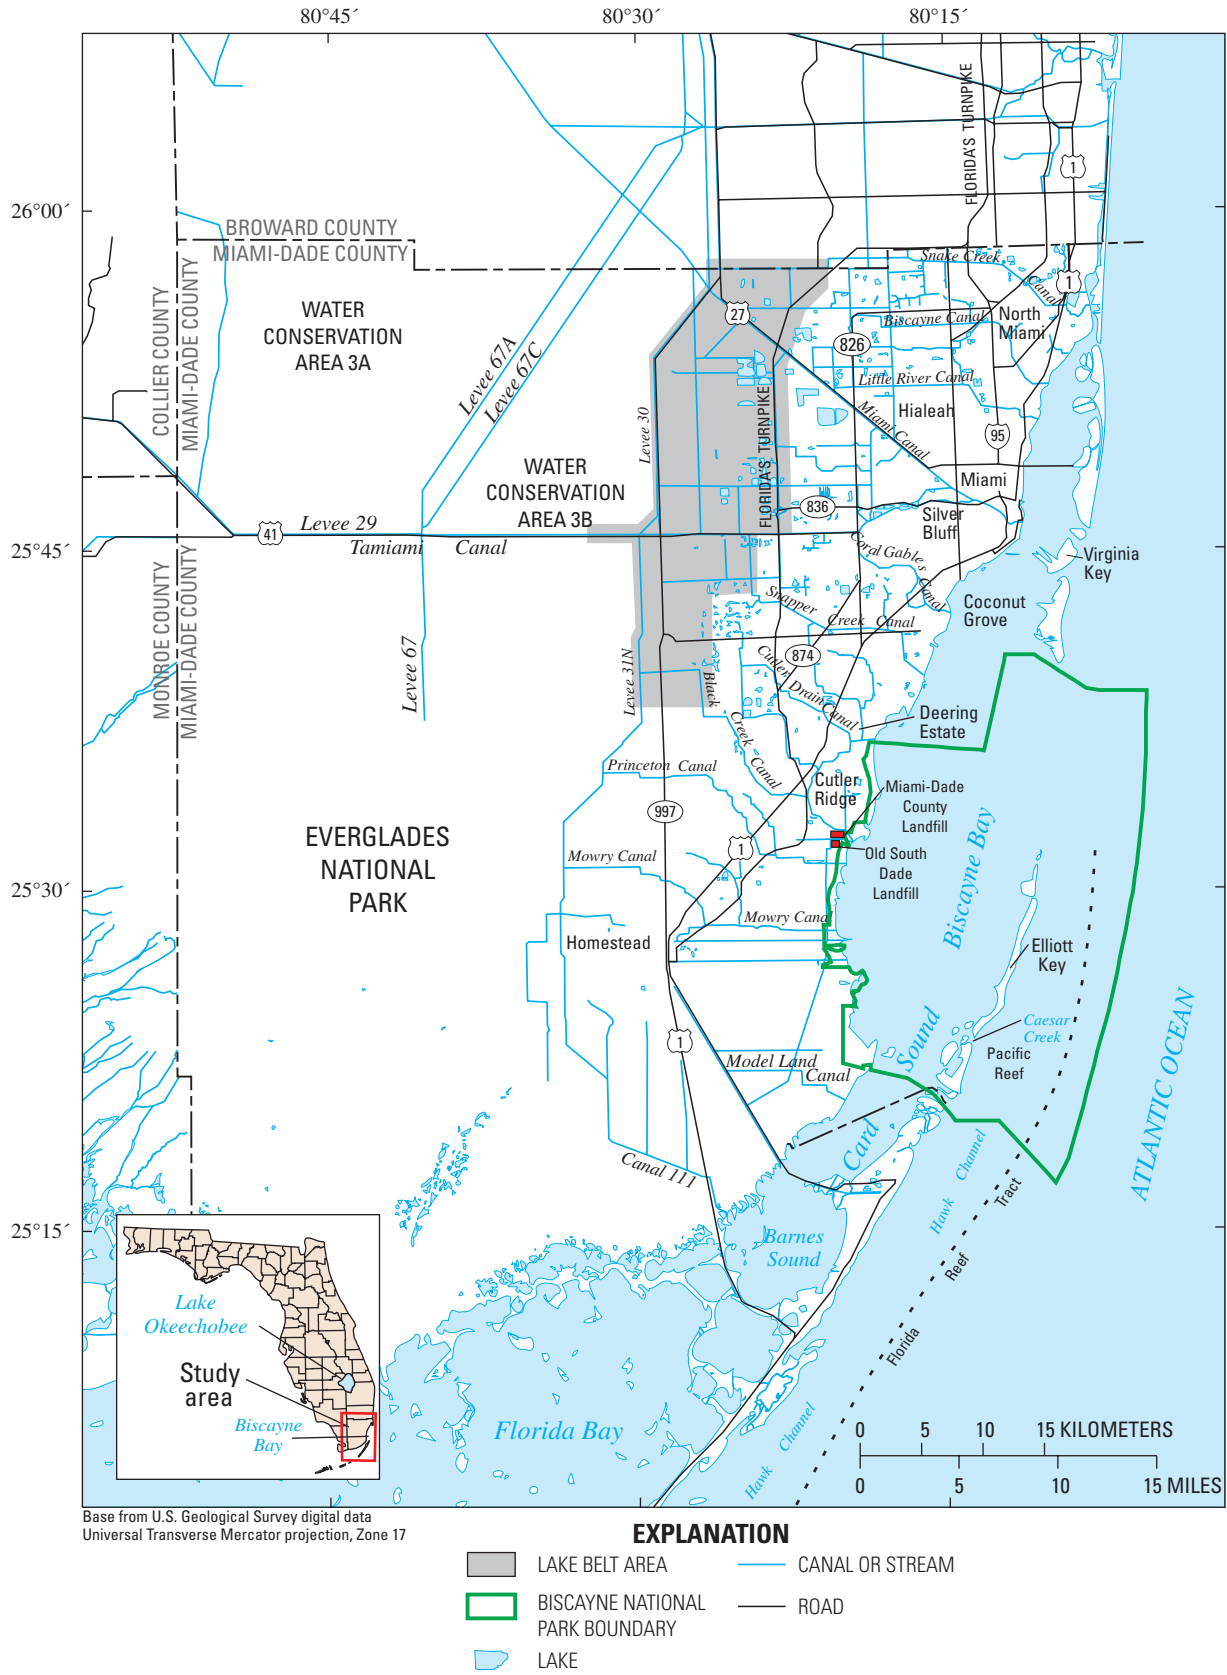 80°45´
80°30´
80°15´
26°00´
25°45´
25°30´
25°15´
FLORIDA'S TURNPIKE
1
BROWARD COUNTY
MIAMI-DADE COUNTY
COLLIER COUNTY
MIAMI-DADE COUNTY
WATER
CONSERVATION
AREA 3A
Levee 67A
Levee 67C
Snake Creek
Canal
1
27
Biscayne Canal
North
Miami
826
Little River Canal
Hialeah
Miami Canal
Levee 30
FLORIDA'S TURNPIKE
95
WATER
CONSERVATION
AREA 3B
Miami
836
Silver
Bluff
41
Levee 29
Tamiami Canal
Coral Gables
Canal
Virginia
Key
Coconut
Grove
Snapper
Creek Canal
MONROE COUNTY
MIAMI-DADE COUNTY
Levee 67
Levee 31N
874
Cutler
Drain Canal
Black
Creek Canal
Deering
Estate
Princeton Canal
Cutler
Ridge
Miami-Dade
County
Landfill
997
1
Old South
Dade
Landfill
Biscayne Bay
EVERGLADES
NATIONAL
PARK
Mowry Canal
Mowry Canal
Homestead
Elliott
Key
Caesar
Creek
Pacific
Reef
1
Model Land
Canal
Card
Sound
ATLANTIC OCEAN
Canal 111
Hawk
Channel
Florida
Reef
Tract
Barnes
Sound
Florida Bay
Hawk
Channel
Lake
Okeechobee
Study
area
Biscayne
Bay
0 5 10 15 KILOMETERS
0 5 10 15 MILES
Base from U.S. Geological Survey digital data
Universal Transverse Mercator projection, Zone 17
EXPLANATION
LAKE BELT AREA
BISCAYNE NATIONAL
PARK BOUNDARY
LAKE
CANAL OR STREAM
ROAD